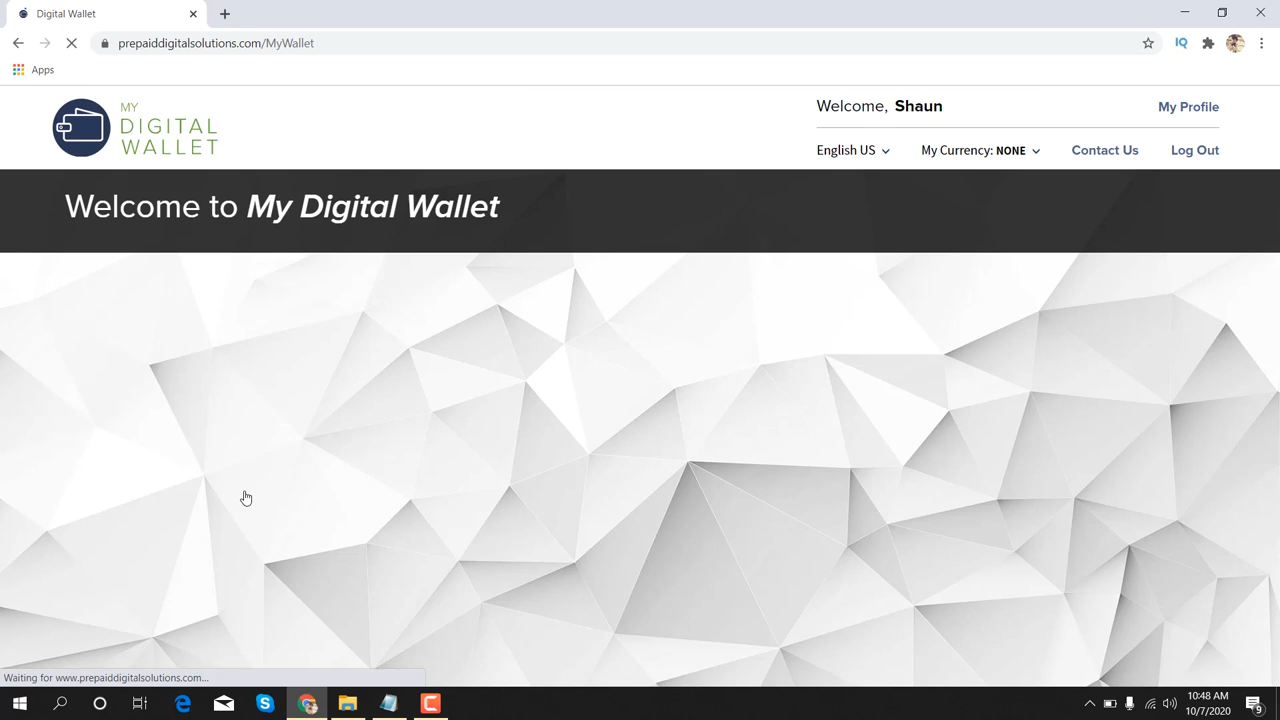 Digital Wallet
prepaiddigitalsolutions.com/MyWallet
IQ
Apps
MY
DIGITAL
WALLET
Welcome, Shaun
My Profile
English US
My Currency: NONE
Contact Us
Log Out
Welcome to My Digital Wallet
Waiting for www.prepaiddigitalsolutions.com...
10:48 AM
10/7/2020
9